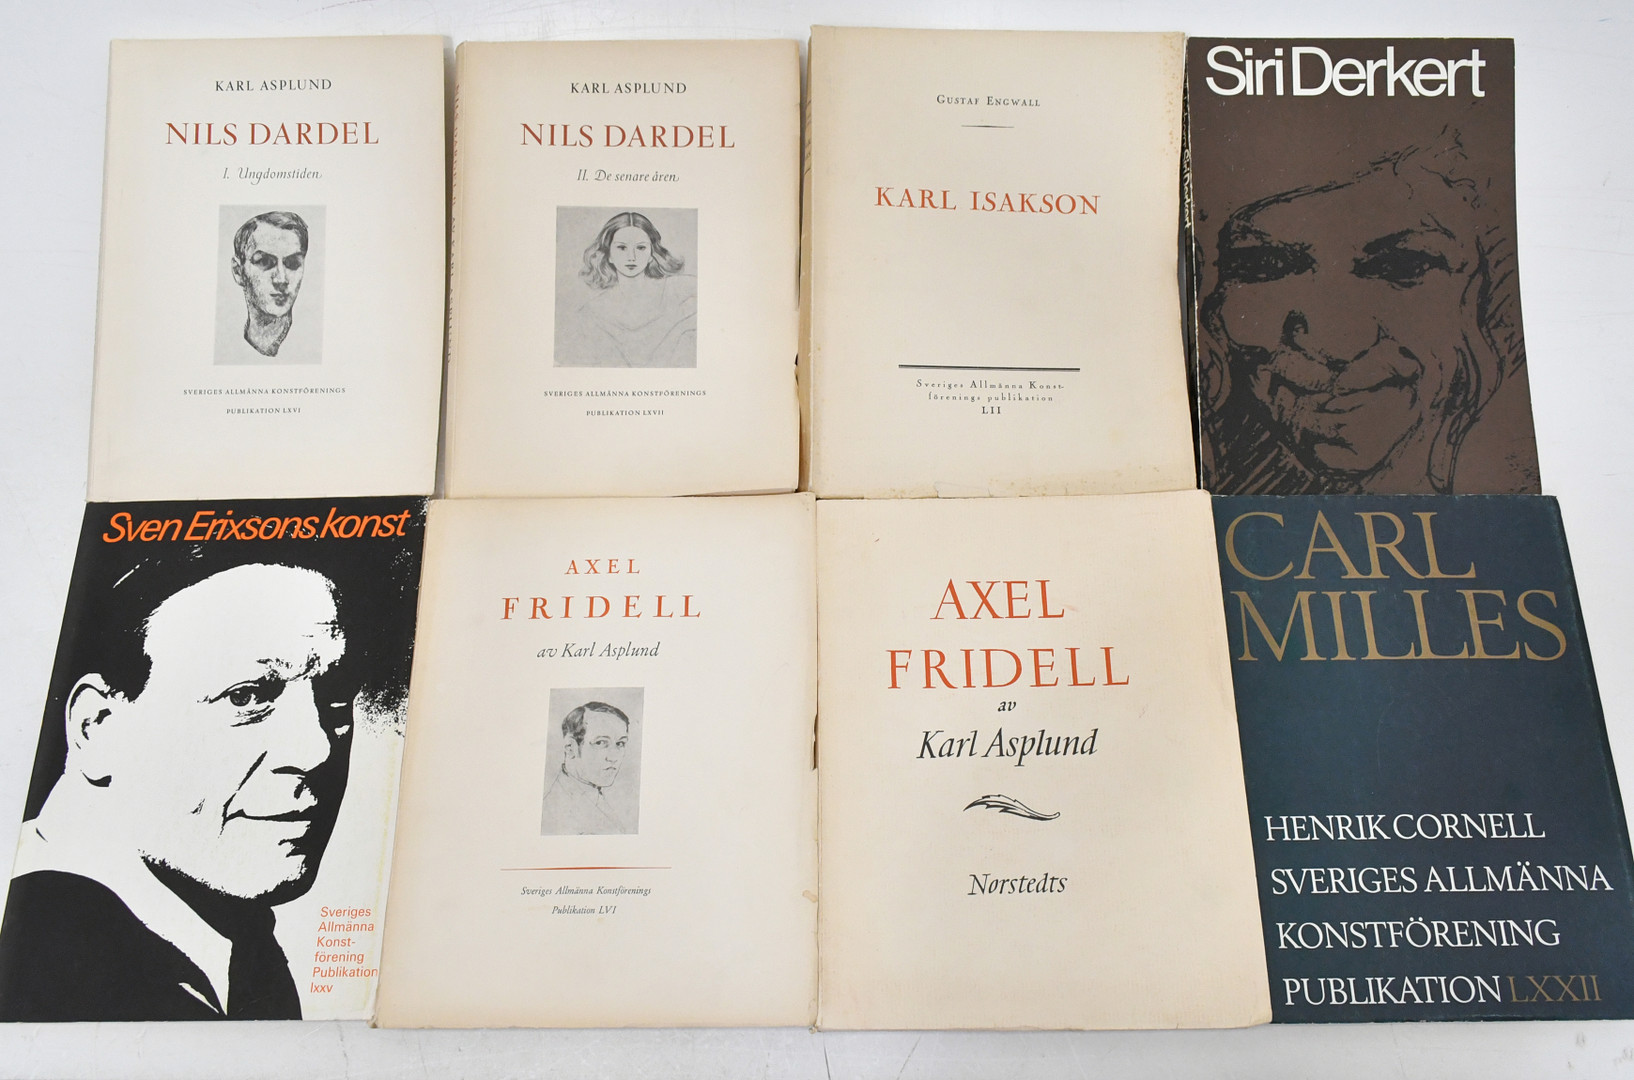 KARL ASPLUND
NILS DARDEL
I. Ungdomstiden
SVERIGES ALLMÄNNA KONSTFÖRENINGS
PUBLIKATION LXVI
KARL ASPLUND
NILS DARDEL
II. De senare åren
SVERIGES ALLMÄNNA KONSTFÖRENINGS
PUBLIKATION LXVII
GUSTAF ENGWALL
KARL ISAKSON
Sveriges Allmänna Konst-
förenings publikation
LII
Siri Derkert
Siri Derkert
Sven Erixsons konst
Sveriges
Allmänna
Konst-
förening
Publikation
lxxv
AXEL
FRIDELL
av Karl Asplund
Sveriges Allmänna Konstförenings
Publikation LVI
AXEL
FRIDELL
av
Karl Asplund
Norstedts
CARL
MILLES
HENRIK CORNELL
SVERIGES ALLMÄNNA
KONSTFÖRENING
PUBLIKATION LXXII